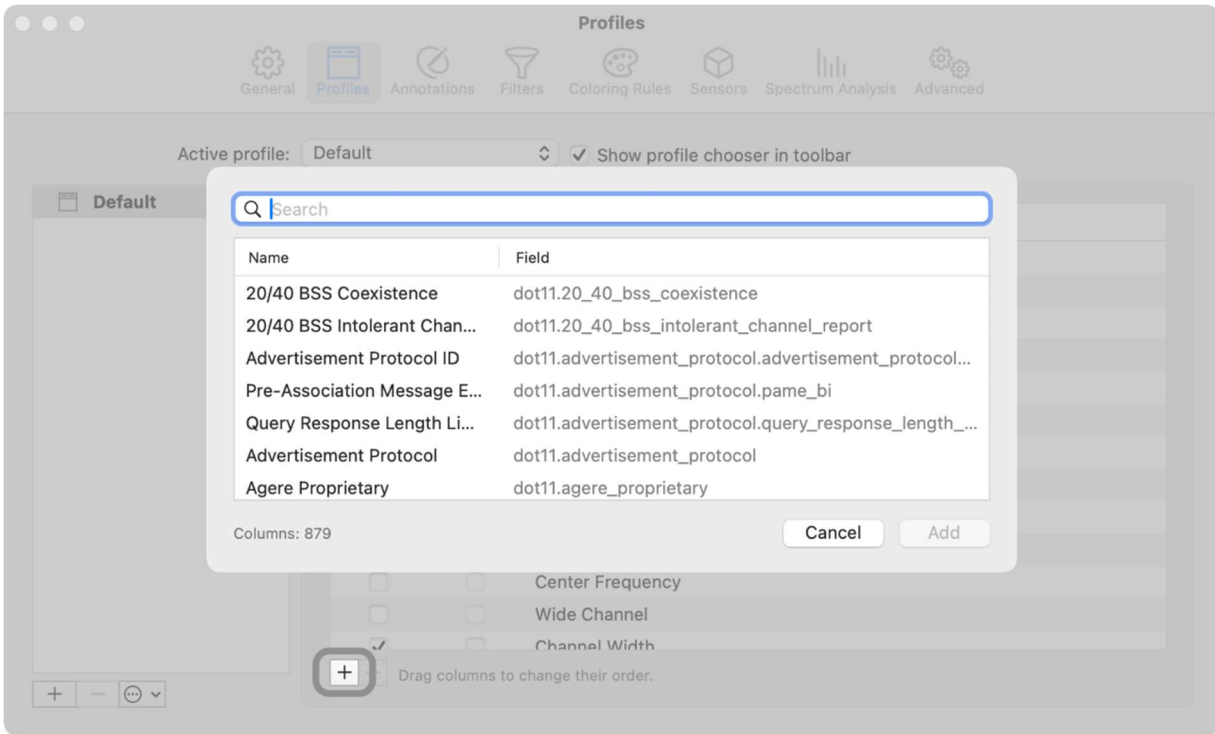 Profiles
General Profiles Annotations Filters Coloring Rules Sensors Spectrum Analysis Advanced
Active profile: Default Show profile chooser in toolbar
Default
Search
Name Field
20/40 BSS Coexistence dot11.20_40_bss_coexistence
20/40 BSS Intolerant Chan... dot11.20_40_bss_intolerant_channel_report
Advertisement Protocol ID dot11.advertisement_protocol.advertisement_protocol...
Pre-Association Message E... dot11.advertisement_protocol.pame_bi
Query Response Length Li... dot11.advertisement_protocol.query_response_length_...
Advertisement Protocol dot11.advertisement_protocol
Agere Proprietary dot11.agere_proprietary
Columns: 879 Cancel Add
Center Frequency
Wide Channel
Channel Width
Drag columns to change their order.